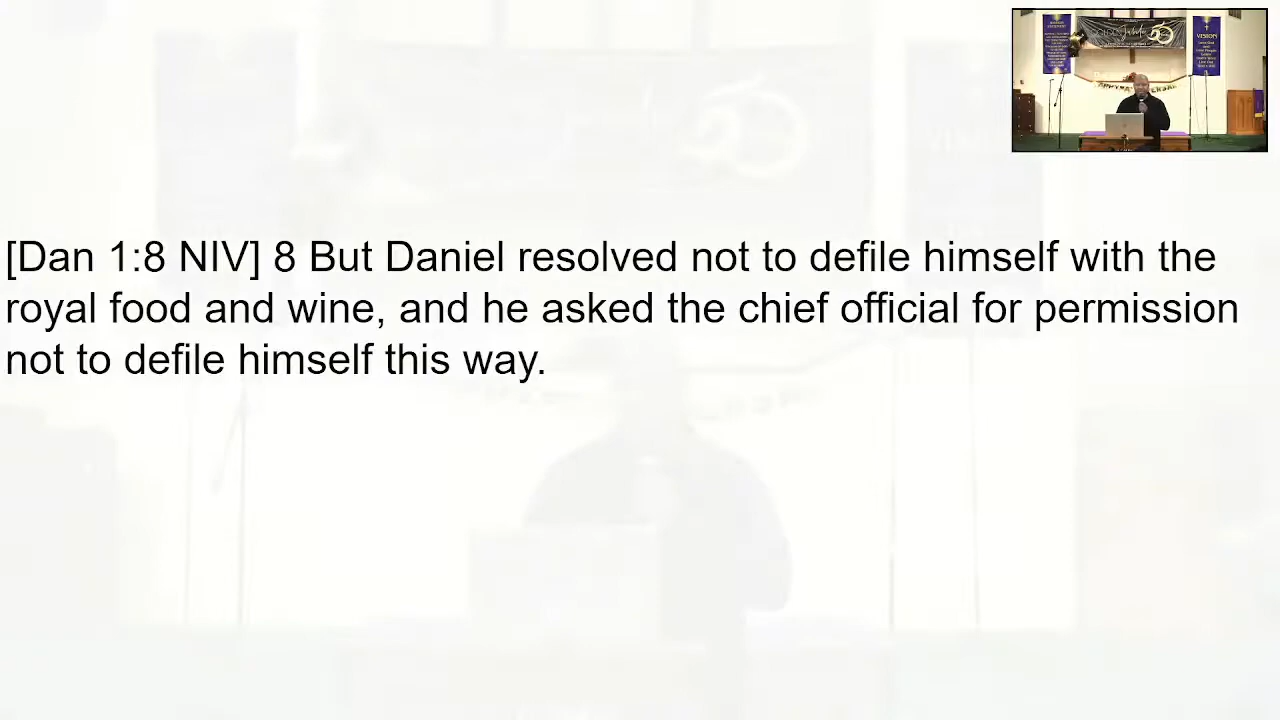 VISION
[Dan 1:8 NIV] 8 But Daniel resolved not to defile himself with the
royal food and wine, and he asked the chief official for permission
not to defile himself this way.